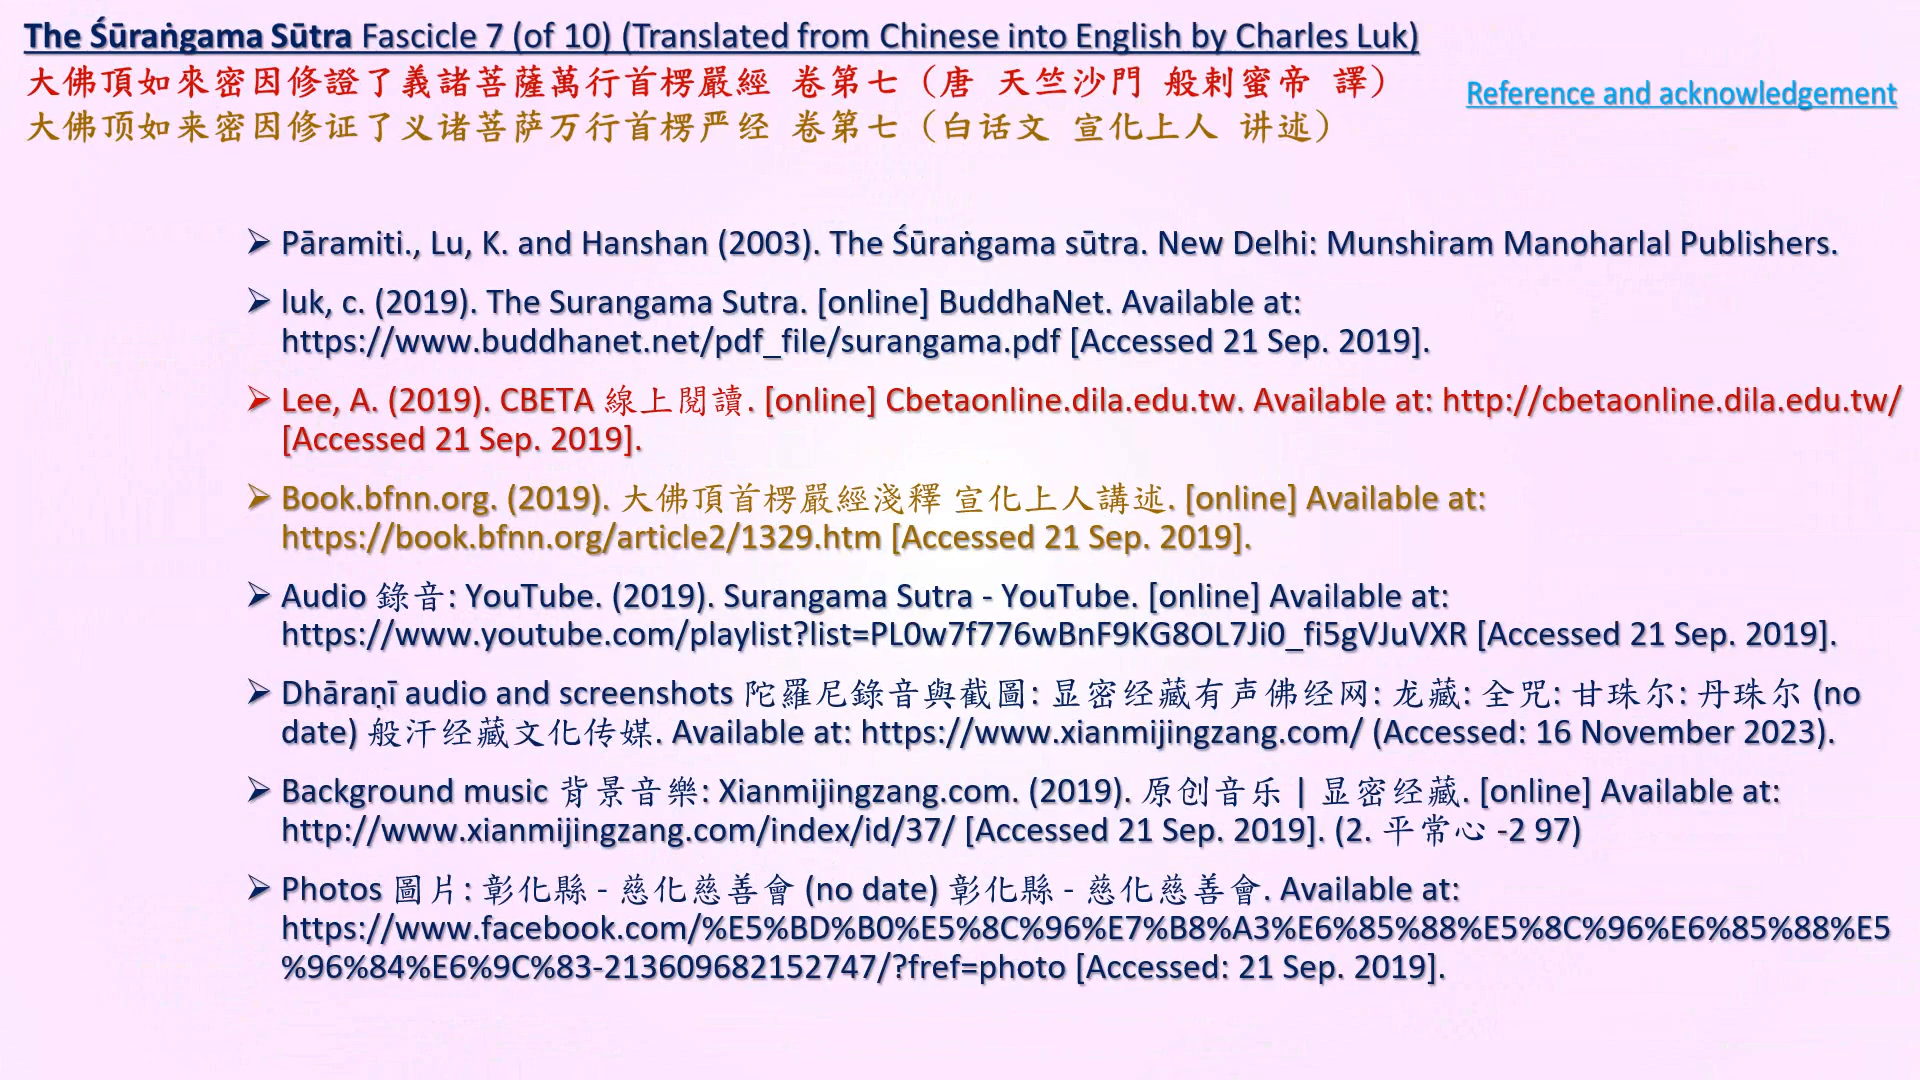 The Śūraṅgama Sūtra Fascicle 7 (of 10) (Translated from Chinese into English by Charles Luk)
大佛頂如來密因修證了義諸菩薩萬行首楞嚴經 卷第七（唐 天竺沙門 般剌蜜帝 譯）
Reference and acknowledgement
大佛顶如来密因修证了义诸菩萨万行首楞严经 卷第七（白话文 宣化上人 讲述）
➢ Pāramiti., Lu, K. and Hanshan (2003). The Śūraṅgama sūtra. New Delhi: Munshiram Manoharlal Publishers.
➢ luk, c. (2019). The Surangama Sutra. [online] BuddhaNet. Available at:
https://www.buddhanet.net/pdf_file/surangama.pdf [Accessed 21 Sep. 2019].
➢ Lee, A. (2019). CBETA 線上閱讀. [online] Cbetaonline.dila.edu.tw. Available at: http://cbetaonline.dila.edu.tw/
[Accessed 21 Sep. 2019].
➢ Book.bfnn.org. (2019). 大佛頂首楞嚴經淺釋 宣化上人講述. [online] Available at:
https://book.bfnn.org/article2/1329.htm [Accessed 21 Sep. 2019].
➢ Audio 錄音: YouTube. (2019). Surangama Sutra - YouTube. [online] Available at:
https://www.youtube.com/playlist?list=PL0w7f776wBnF9KG8OL7Ji0_fi5gVJuVXR [Accessed 21 Sep. 2019].
➢ Dhāraṇī audio and screenshots 陀羅尼錄音與截圖: 显密经藏有声佛经网: 龙藏: 全咒: 甘珠尔: 丹珠尔 (no
date) 般汗经藏文化传媒. Available at: https://www.xianmijingzang.com/ (Accessed: 16 November 2023).
➢ Background music 背景音樂: Xianmijingzang.com. (2019). 原创音乐 | 显密经藏. [online] Available at:
http://www.xianmijingzang.com/index/id/37/ [Accessed 21 Sep. 2019]. (2. 平常心 -2 97)
➢ Photos 圖片: 彰化縣 - 慈化慈善會 (no date) 彰化縣 - 慈化慈善會. Available at:
https://www.facebook.com/%E5%BD%B0%E5%8C%96%E7%B8%A3%E6%85%88%E5%8C%96%E6%85%88%E5
%96%84%E6%9C%83-213609682152747/?fref=photo [Accessed: 21 Sep. 2019].